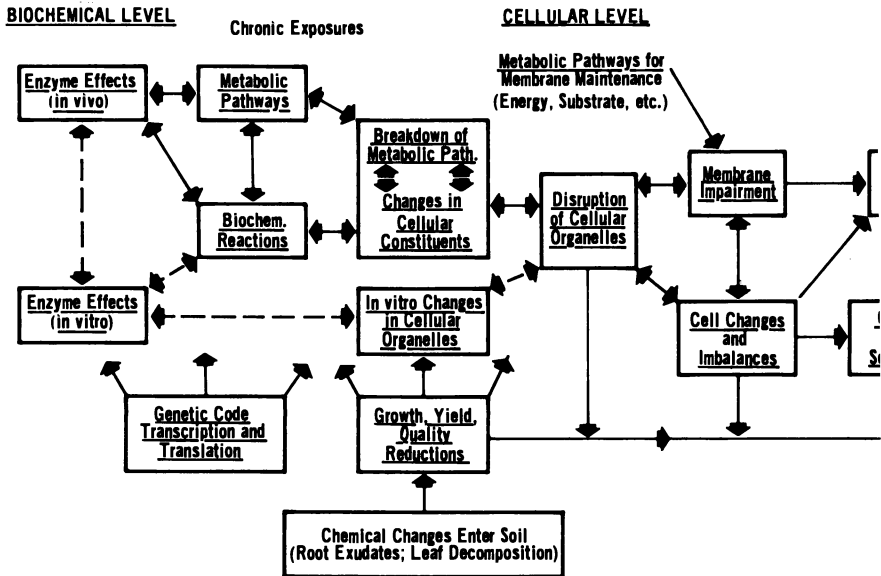 BIOCHEMICAL LEVEL
CELLULAR LEVEL
Chronic Exposures
Enzyme Effects
(in vivo)
Metabolic
Pathways
Metabolic Pathways for
Membrane Maintenance
(Energy, Substrate, etc.)
Breakdown of
Metabolic Path.
Changes in
Cellular
Constituents
Membrane
Impairment
Disruption
of Cellular
Organelles
Biochem.
Reactions
Enzyme Effects
(in vitro)
In vitro Changes
in Cellular
Organelles
Cell Changes
and
Imbalances
Genetic Code
Transcription and
Translation
Growth, Yield,
Quality
Reductions
Chemical Changes Enter Soil
(Root Exudates; Leaf Decomposition)